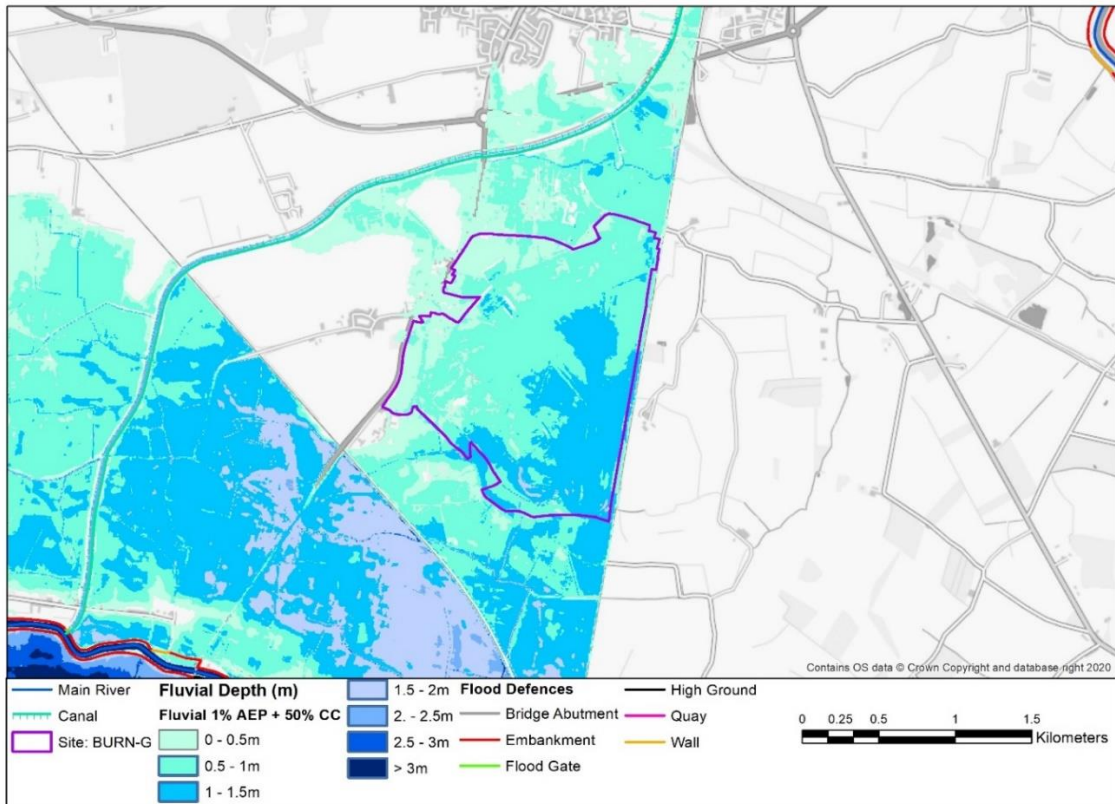 Contains OS data © Crown Copyright and database right 2020
Main River
Canal
Site: BURN-G
Fluvial Depth (m)
Fluvial 1% AEP + 50% CC
0 - 0.5m
0.5 - 1m
1 - 1.5m
1.5 - 2m
2. - 2.5m
2.5 - 3m
> 3m
Flood Defences
Bridge Abutment
Embankment
Flood Gate
High Ground
Quay
Wall
0 0.25 0.5 1 1.5
Kilometers